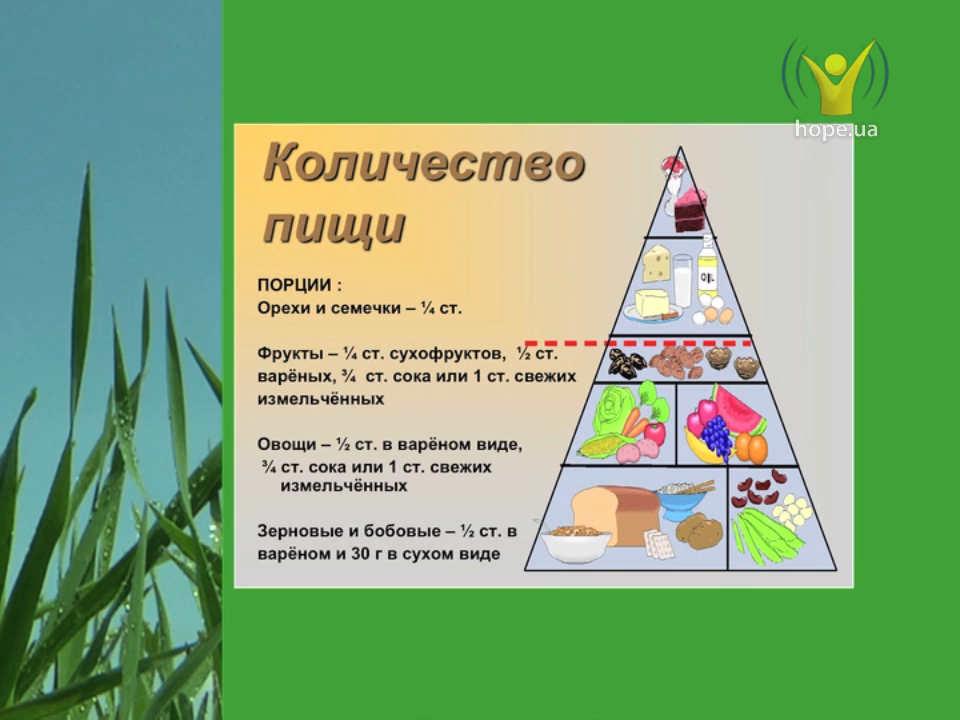 hope.ua
Количество
пищи
ПОРЦИИ :
Орехи и семечки – ¼ ст.
Фрукты – ¼ ст. сухофруктов, ½ ст.
варёных, ¾ ст. сока или 1 ст. свежих
измельчённых
Овощи – ½ ст. в варёном виде,
¾ ст. сока или 1 ст. свежих
измельчённых
Зерновые и бобовые – ½ ст. в
варёном и 30 г в сухом виде
OIL